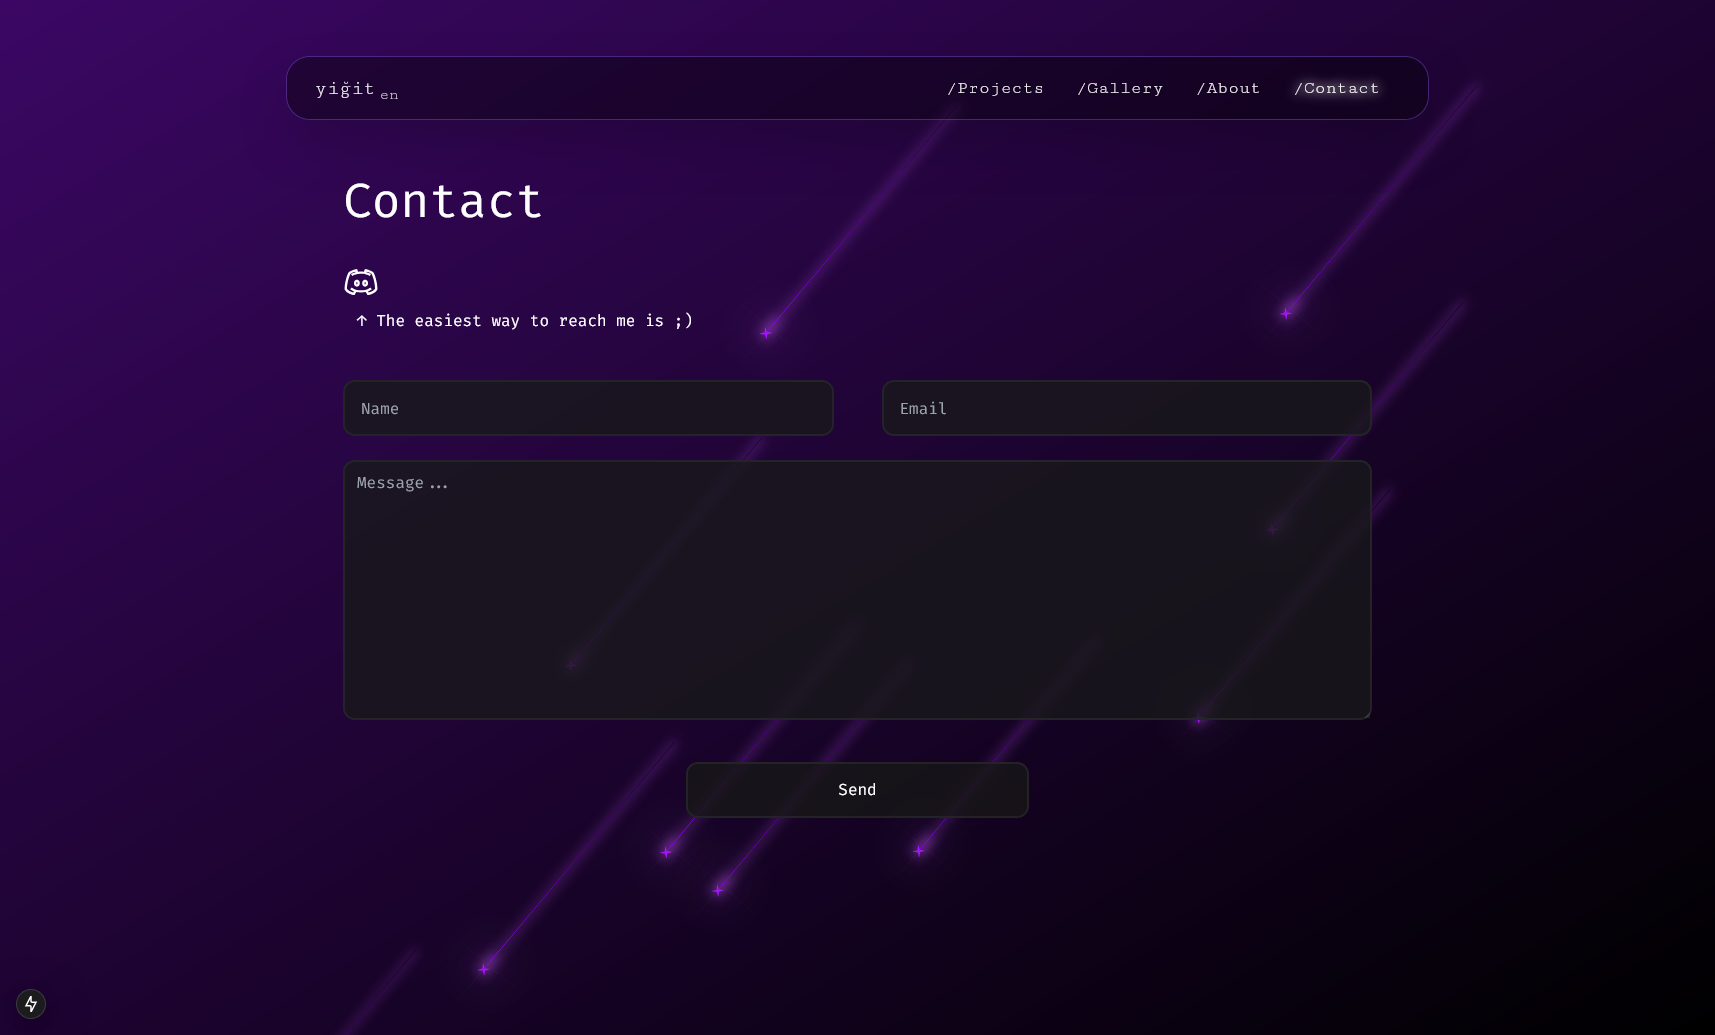 yiğit en /Projects /Gallery /About /Contact
Contact
↑ The easiest way to reach me is ;)
Name Email
Message...
Send